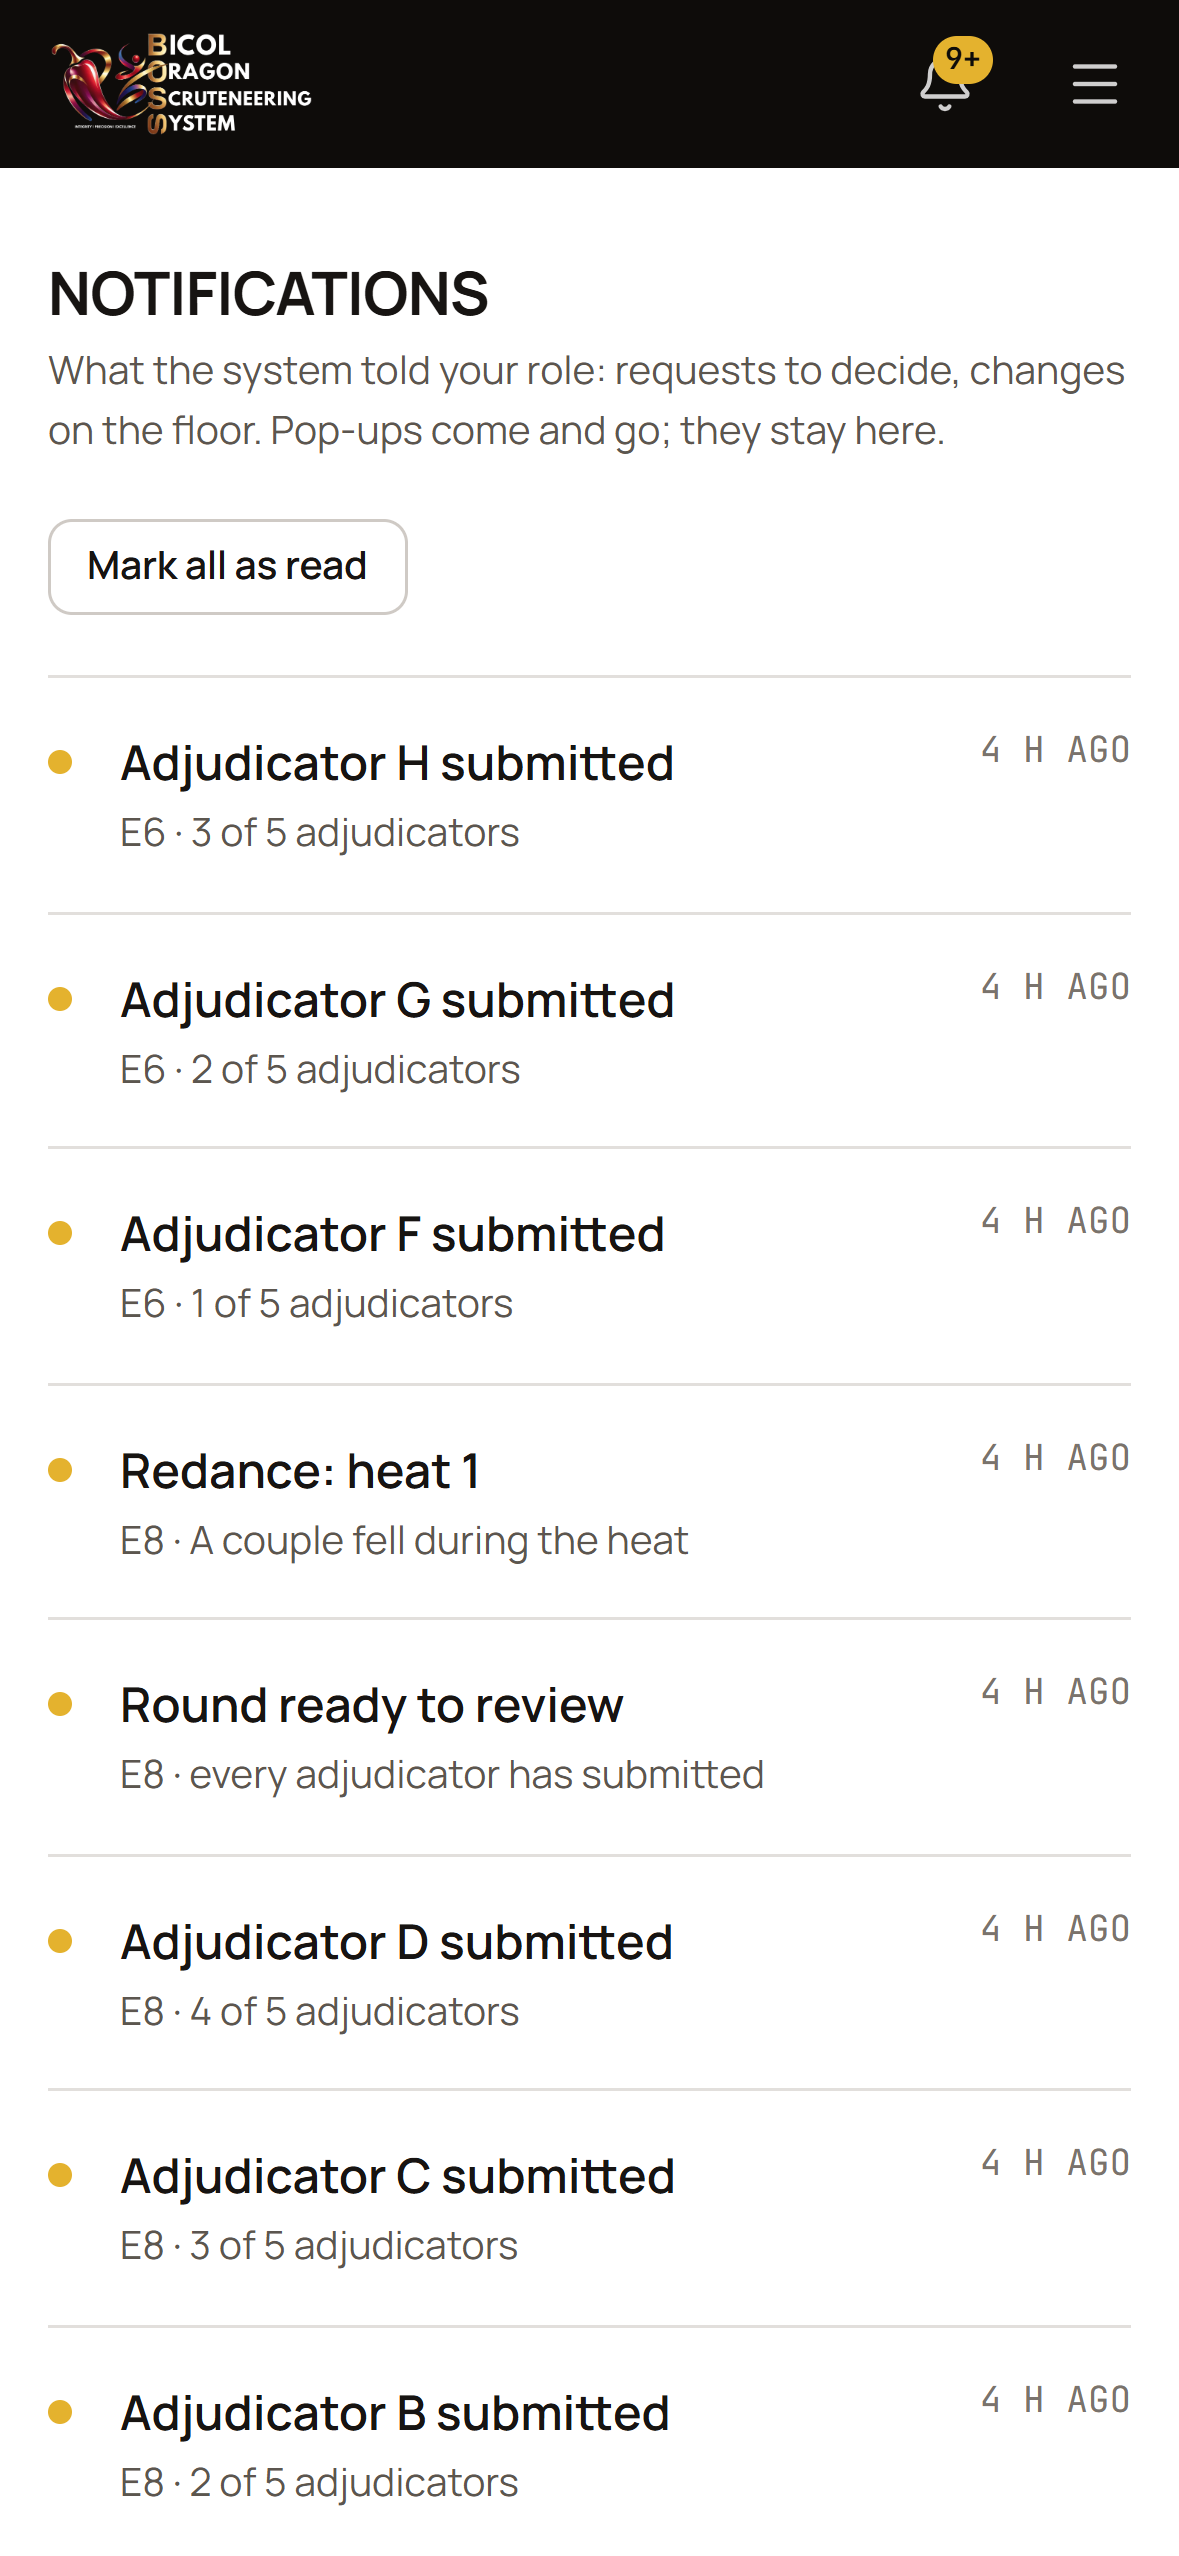 BICOL
ORAGON
SCRUTENEERING
SYSTEM
INTEGRITY | PRECISION | EXCELLENCE
9+
NOTIFICATIONS
What the system told your role: requests to decide, changes
on the floor. Pop-ups come and go; they stay here.
Mark all as read
Adjudicator H submitted
4 H AGO
E6 · 3 of 5 adjudicators
Adjudicator G submitted
4 H AGO
E6 · 2 of 5 adjudicators
Adjudicator F submitted
4 H AGO
E6 · 1 of 5 adjudicators
Redance: heat 1
4 H AGO
E8 · A couple fell during the heat
Round ready to review
4 H AGO
E8 · every adjudicator has submitted
Adjudicator D submitted
4 H AGO
E8 · 4 of 5 adjudicators
Adjudicator C submitted
4 H AGO
E8 · 3 of 5 adjudicators
Adjudicator B submitted
4 H AGO
E8 · 2 of 5 adjudicators